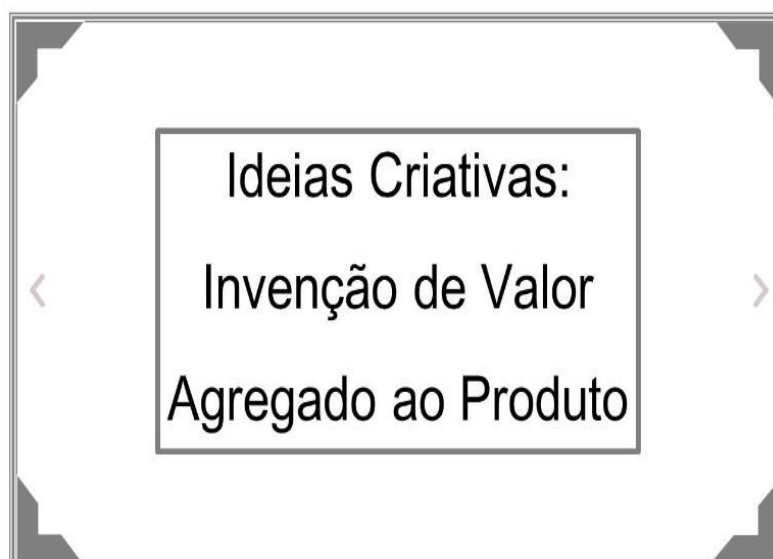 Ideias Criativas:
Invenção de Valor
Agregado ao Produto